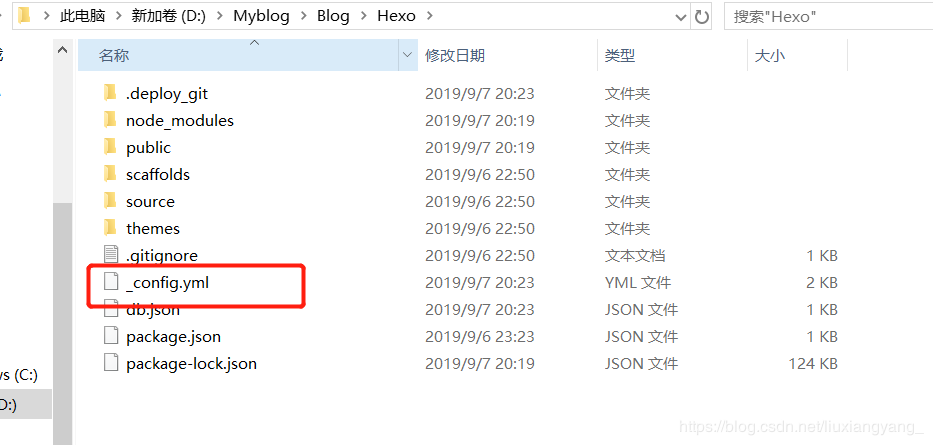 此电脑 新加卷 (D:) Myblog Blog Hexo 搜索"Hexo"
名称 修改日期 类型 大小
.deploy_git 2019/9/7 20:23 文件夹
node_modules 2019/9/7 20:19 文件夹
public 2019/9/7 20:19 文件夹
scaffolds 2019/9/6 22:50 文件夹
source 2019/9/6 22:50 文件夹
themes 2019/9/6 22:50 文件夹
.gitignore 2019/9/6 22:50 文本文档 1 KB
_config.yml 2019/9/7 20:23 YML 文件 2 KB
db.json 2019/9/7 20:23 JSON 文件 1 KB
package.json 2019/9/6 23:23 JSON 文件 1 KB
package-lock.json 2019/9/7 20:19 JSON 文件 124 KB
(C:)
D:)
https://blog.csdn.net/liuxiangyang_